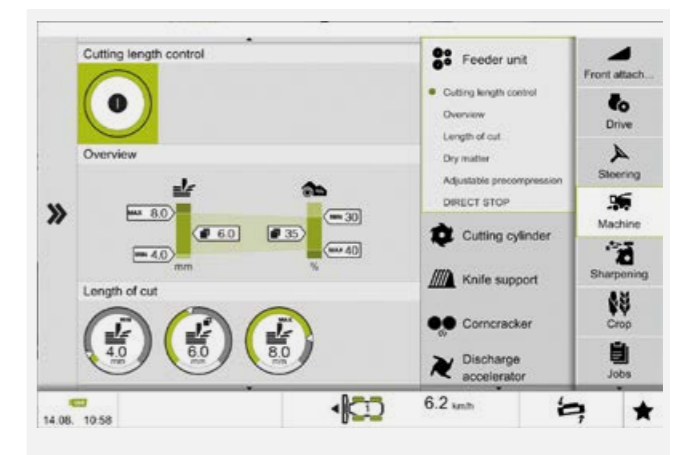 Cutting length control
Overview
MAX 8.0
MIN 4.0
6.0
mm
35
MIN 30
MAX 40
%
Length of cut
MIN
4.0
mm
6.0
mm
MAX
8.0
mm
Feeder unit
Cutting length control
Overview
Length of cut
Dry matter
Adjustable precompression
DIRECT STOP
Cutting cylinder
Knife support
Corncracker
Discharge
accelerator
Front attach...
Drive
Steering
Machine
Sharpening
Crop
Jobs
14.08. 10:58
1
6.2 km/h